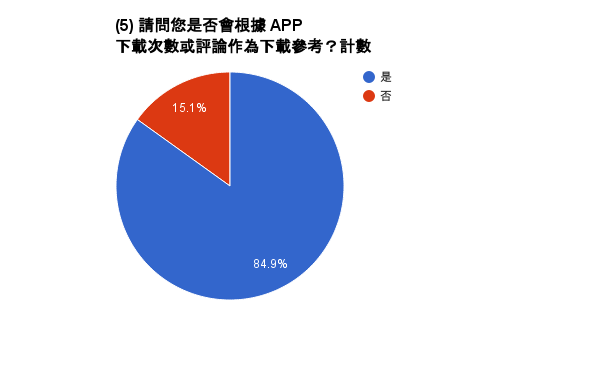 (5) 請問您是否會根據 APP
下載次數或評論作為下載參考？計數
是
否
15.1%
84.9%